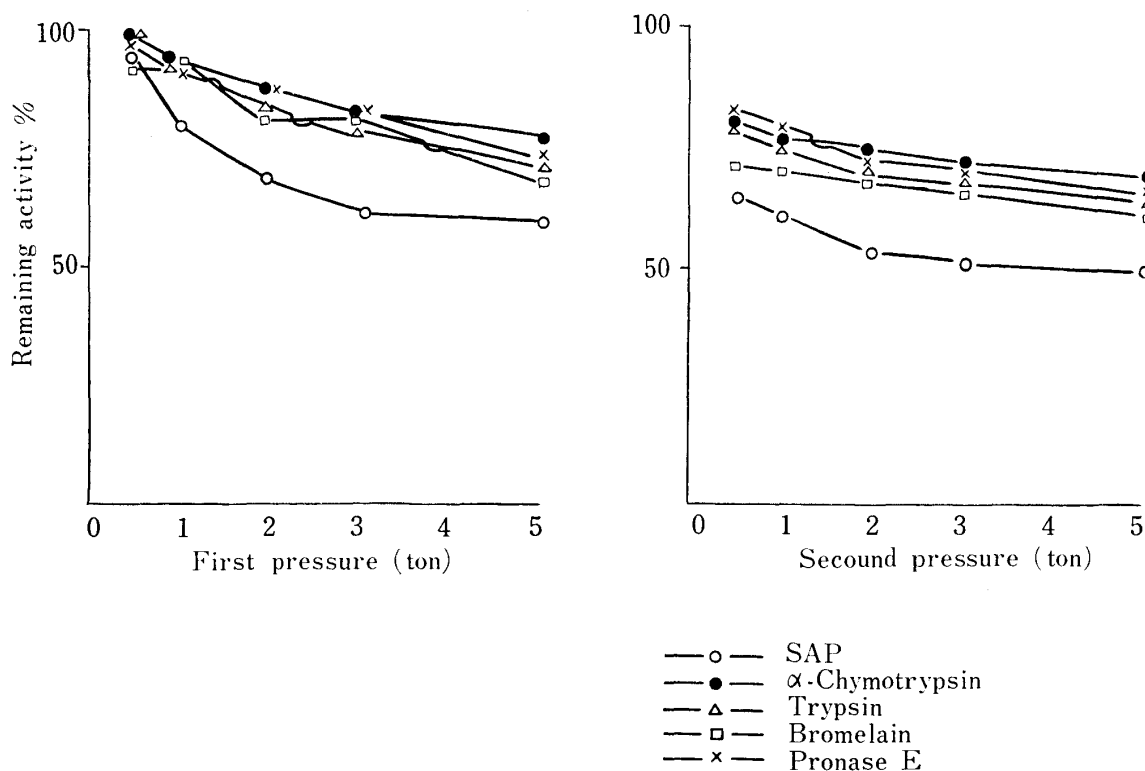 100
50
Remaining activity %
0 1 2 3 4 5
First pressure (ton)
100
50
0 1 2 3 4 5
Secound pressure (ton)
SAP
α-Chymotrypsin
Trypsin
Bromelain
Pronase E